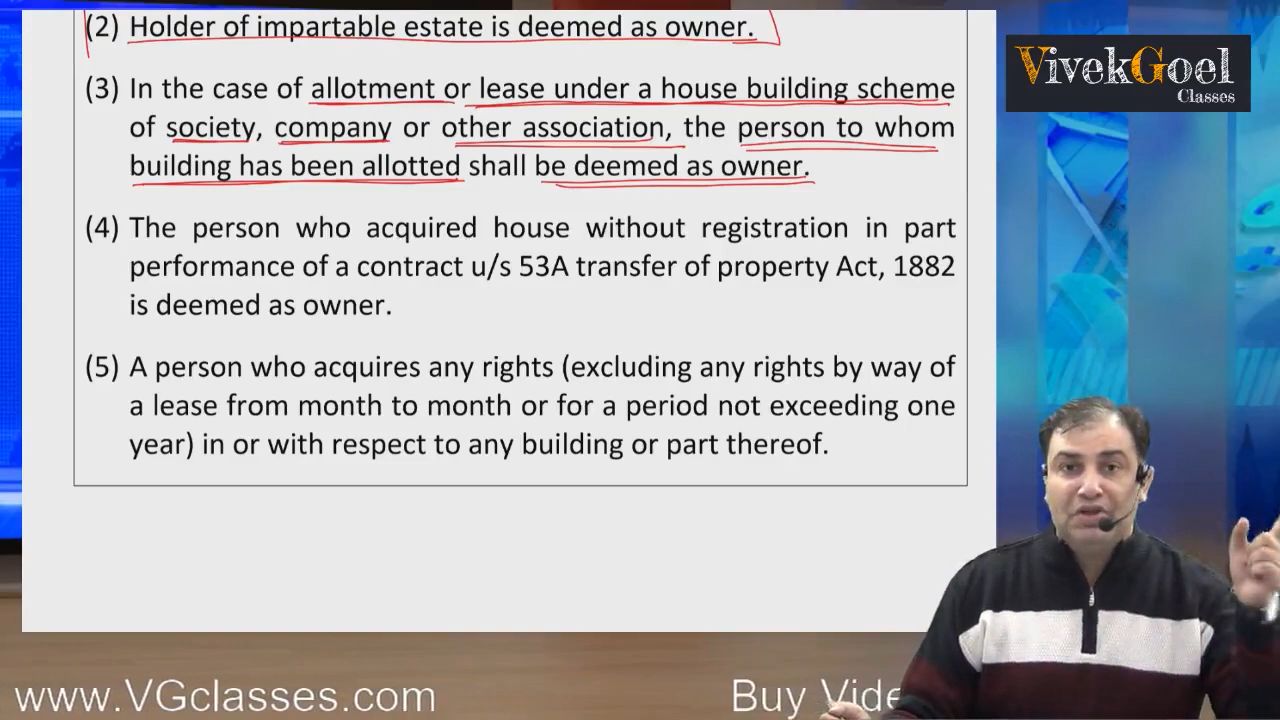 (2) Holder of impartable estate is deemed as owner.
(3) In the case of allotment or lease under a house building scheme
of society, company or other association, the person to whom
building has been allotted shall be deemed as owner.
(4) The person who acquired house without registration in part
performance of a contract u/s 53A transfer of property Act, 1882
is deemed as owner.
(5) A person who acquires any rights (excluding any rights by way of
a lease from month to month or for a period not exceeding one
year) in or with respect to any building or part thereof.
VivekGoel
Classes
www.VGclasses.com
Buy Vide